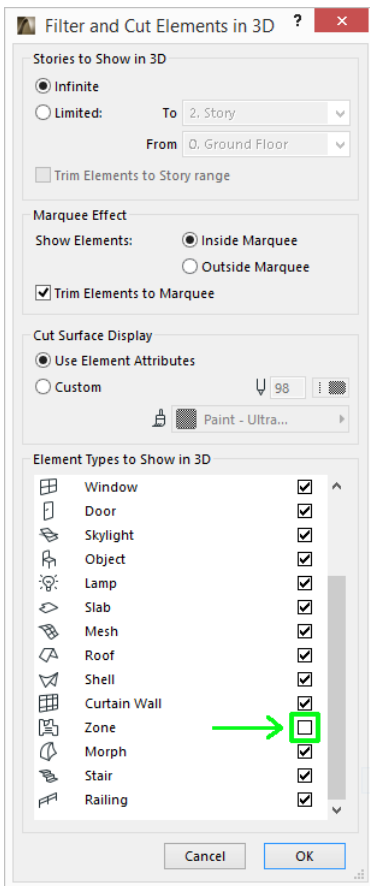 Filter and Cut Elements in 3D ? ×
Stories to Show in 3D
Infinite
Limited: To 2. Story
From 0. Ground Floor
Trim Elements to Story range
Marquee Effect
Show Elements: Inside Marquee
Outside Marquee
Trim Elements to Marquee
Cut Surface Display
Use Element Attributes
Custom 98
Paint - Ultra...
Element Types to Show in 3D
Window
Door
Skylight
Object
Lamp
Slab
Mesh
Roof
Shell
Curtain Wall
Zone
Morph
Stair
Railing
Cancel OK